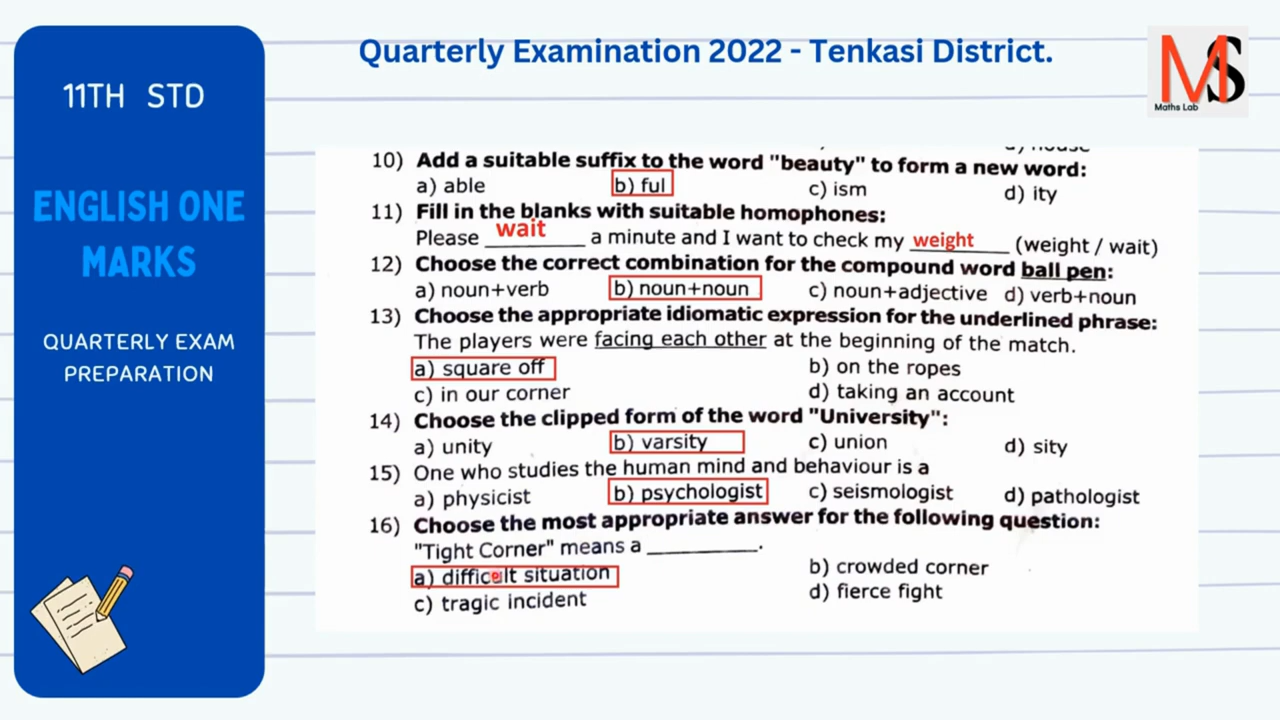 Quarterly Examination 2022 - Tenkasi District.
MS
Maths Lab
11TH STD
ENGLISH ONE
MARKS
QUARTERLY EXAM
PREPARATION
10) Add a suitable suffix to the word "beauty" to form a new word:
a) able b) ful c) ism d) ity
11) Fill in the blanks with suitable homophones:
Please wait a minute and I want to check my weight (weight / wait)
12) Choose the correct combination for the compound word ball pen:
a) noun+verb b) noun+noun c) noun+adjective d) verb+noun
13) Choose the appropriate idiomatic expression for the underlined phrase:
The players were facing each other at the beginning of the match.
a) square off b) on the ropes
c) in our corner d) taking an account
14) Choose the clipped form of the word "University":
a) unity b) varsity c) union d) sity
15) One who studies the human mind and behaviour is a
a) physicist b) psychologist c) seismologist d) pathologist
16) Choose the most appropriate answer for the following question:
"Tight Corner" means a __________.
a) difficult situation b) crowded corner
c) tragic incident d) fierce fight